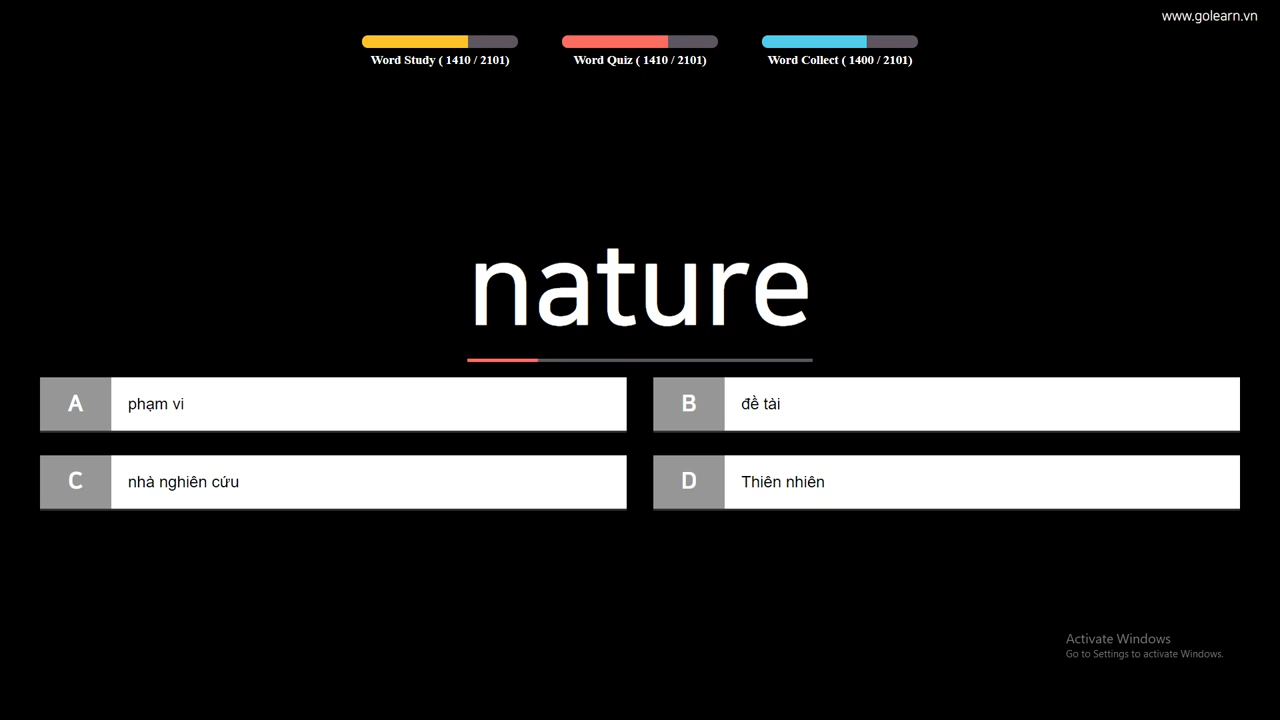 www.golearn.vn
Word Study ( 1410 / 2101)
Word Quiz ( 1410 / 2101)
Word Collect ( 1400 / 2101)
nature
A phạm vi
B đề tài
C nhà nghiên cứu
D Thiên nhiên
Activate Windows
Go to Settings to activate Windows.